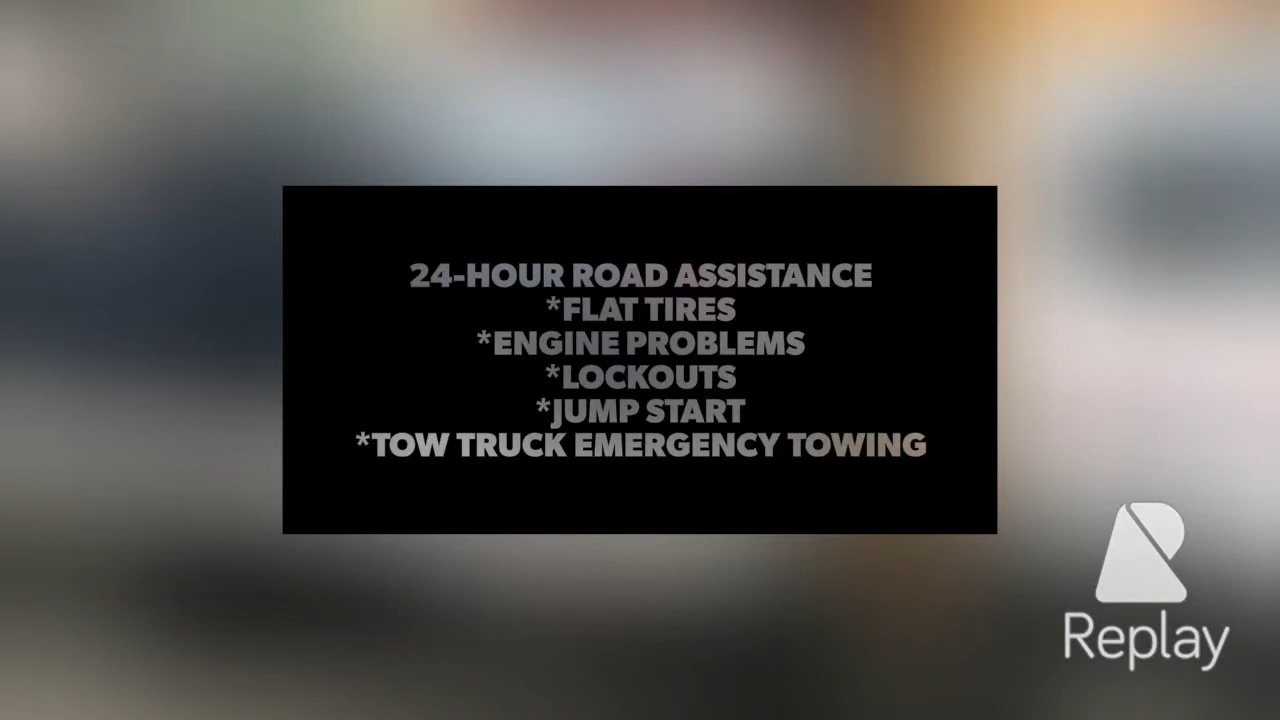 24-HOUR ROAD ASSISTANCE
*FLAT TIRES
*ENGINE PROBLEMS
*LOCKOUTS
*JUMP START
*TOW TRUCK EMERGENCY TOWING
Replay